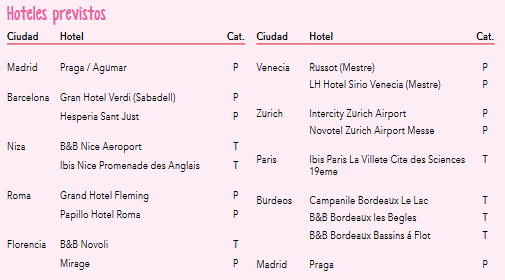 Hoteles previstos
Ciudad Hotel Cat.
Madrid Praga / Agumar P
Barcelona Gran Hotel Verdi (Sabadell) P
Hesperia Sant Just P
Niza B&B Nice Aeroport T
Ibis Nice Promenade des Anglais T
Roma Grand Hotel Fleming P
Papillo Hotel Roma P
Florencia B&B Novoli T
Mirage P
Ciudad Hotel Cat.
Venecia Russot (Mestre) P
LH Hotel Sirio Venecia (Mestre) P
Zurich Intercity Zurich Airport P
Novotel Zurich Airport Messe P
Paris Ibis Paris La Villete Cite des Sciences T
19eme
Burdeos Campanile Bordeaux Le Lac T
B&B Bordeaux les Begles T
B&B Bordeaux Bassins á Flot T
Madrid Praga P